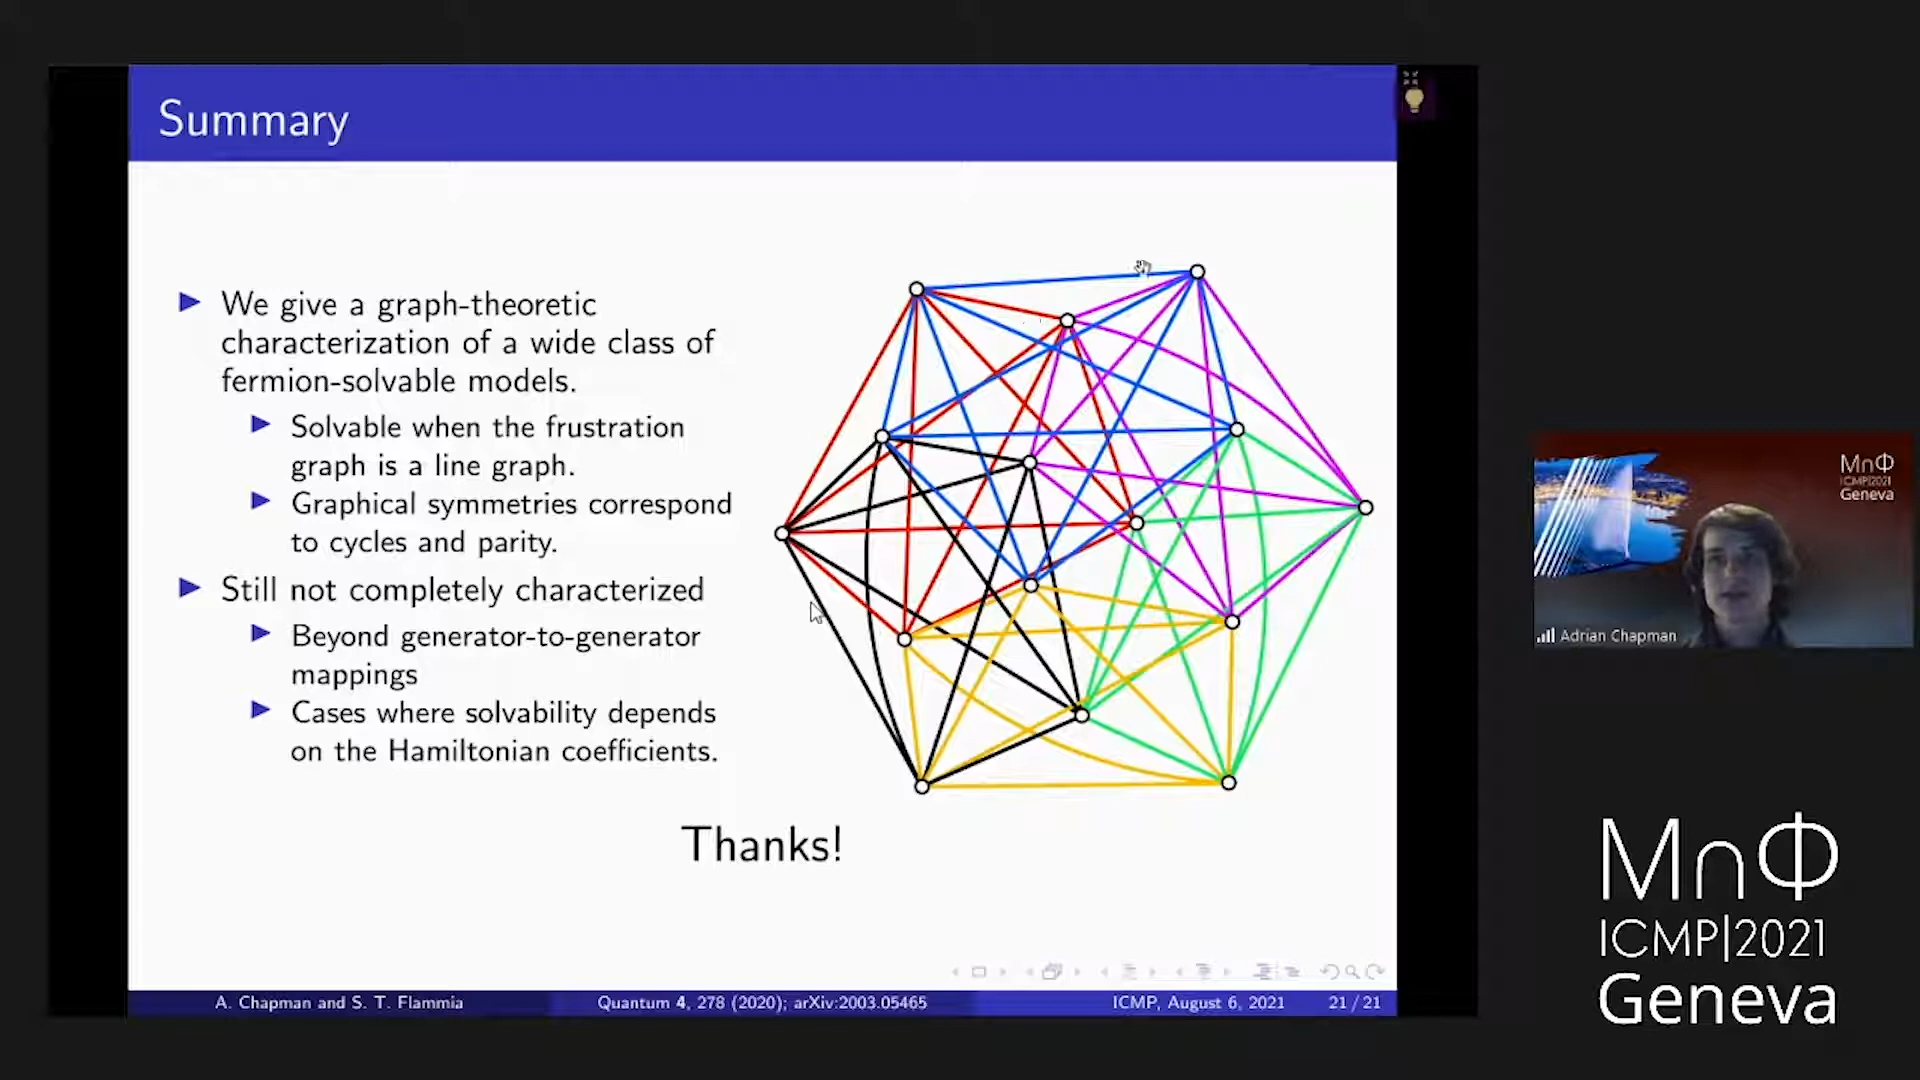 Summary
We give a graph-theoretic
characterization of a wide class of
fermion-solvable models.
Solvable when the frustration
graph is a line graph.
Graphical symmetries correspond
to cycles and parity.
Still not completely characterized
Beyond generator-to-generator
mappings
Cases where solvability depends
on the Hamiltonian coefficients.
Thanks!
A. Chapman and S. T. Flammia
Quantum 4, 278 (2020); arXiv:2003.05465
ICMP, August 6, 2021
21 / 21
M∩Φ
ICMP|2021
Geneva
Adrian Chapman
M∩Φ
ICMP|2021
Geneva